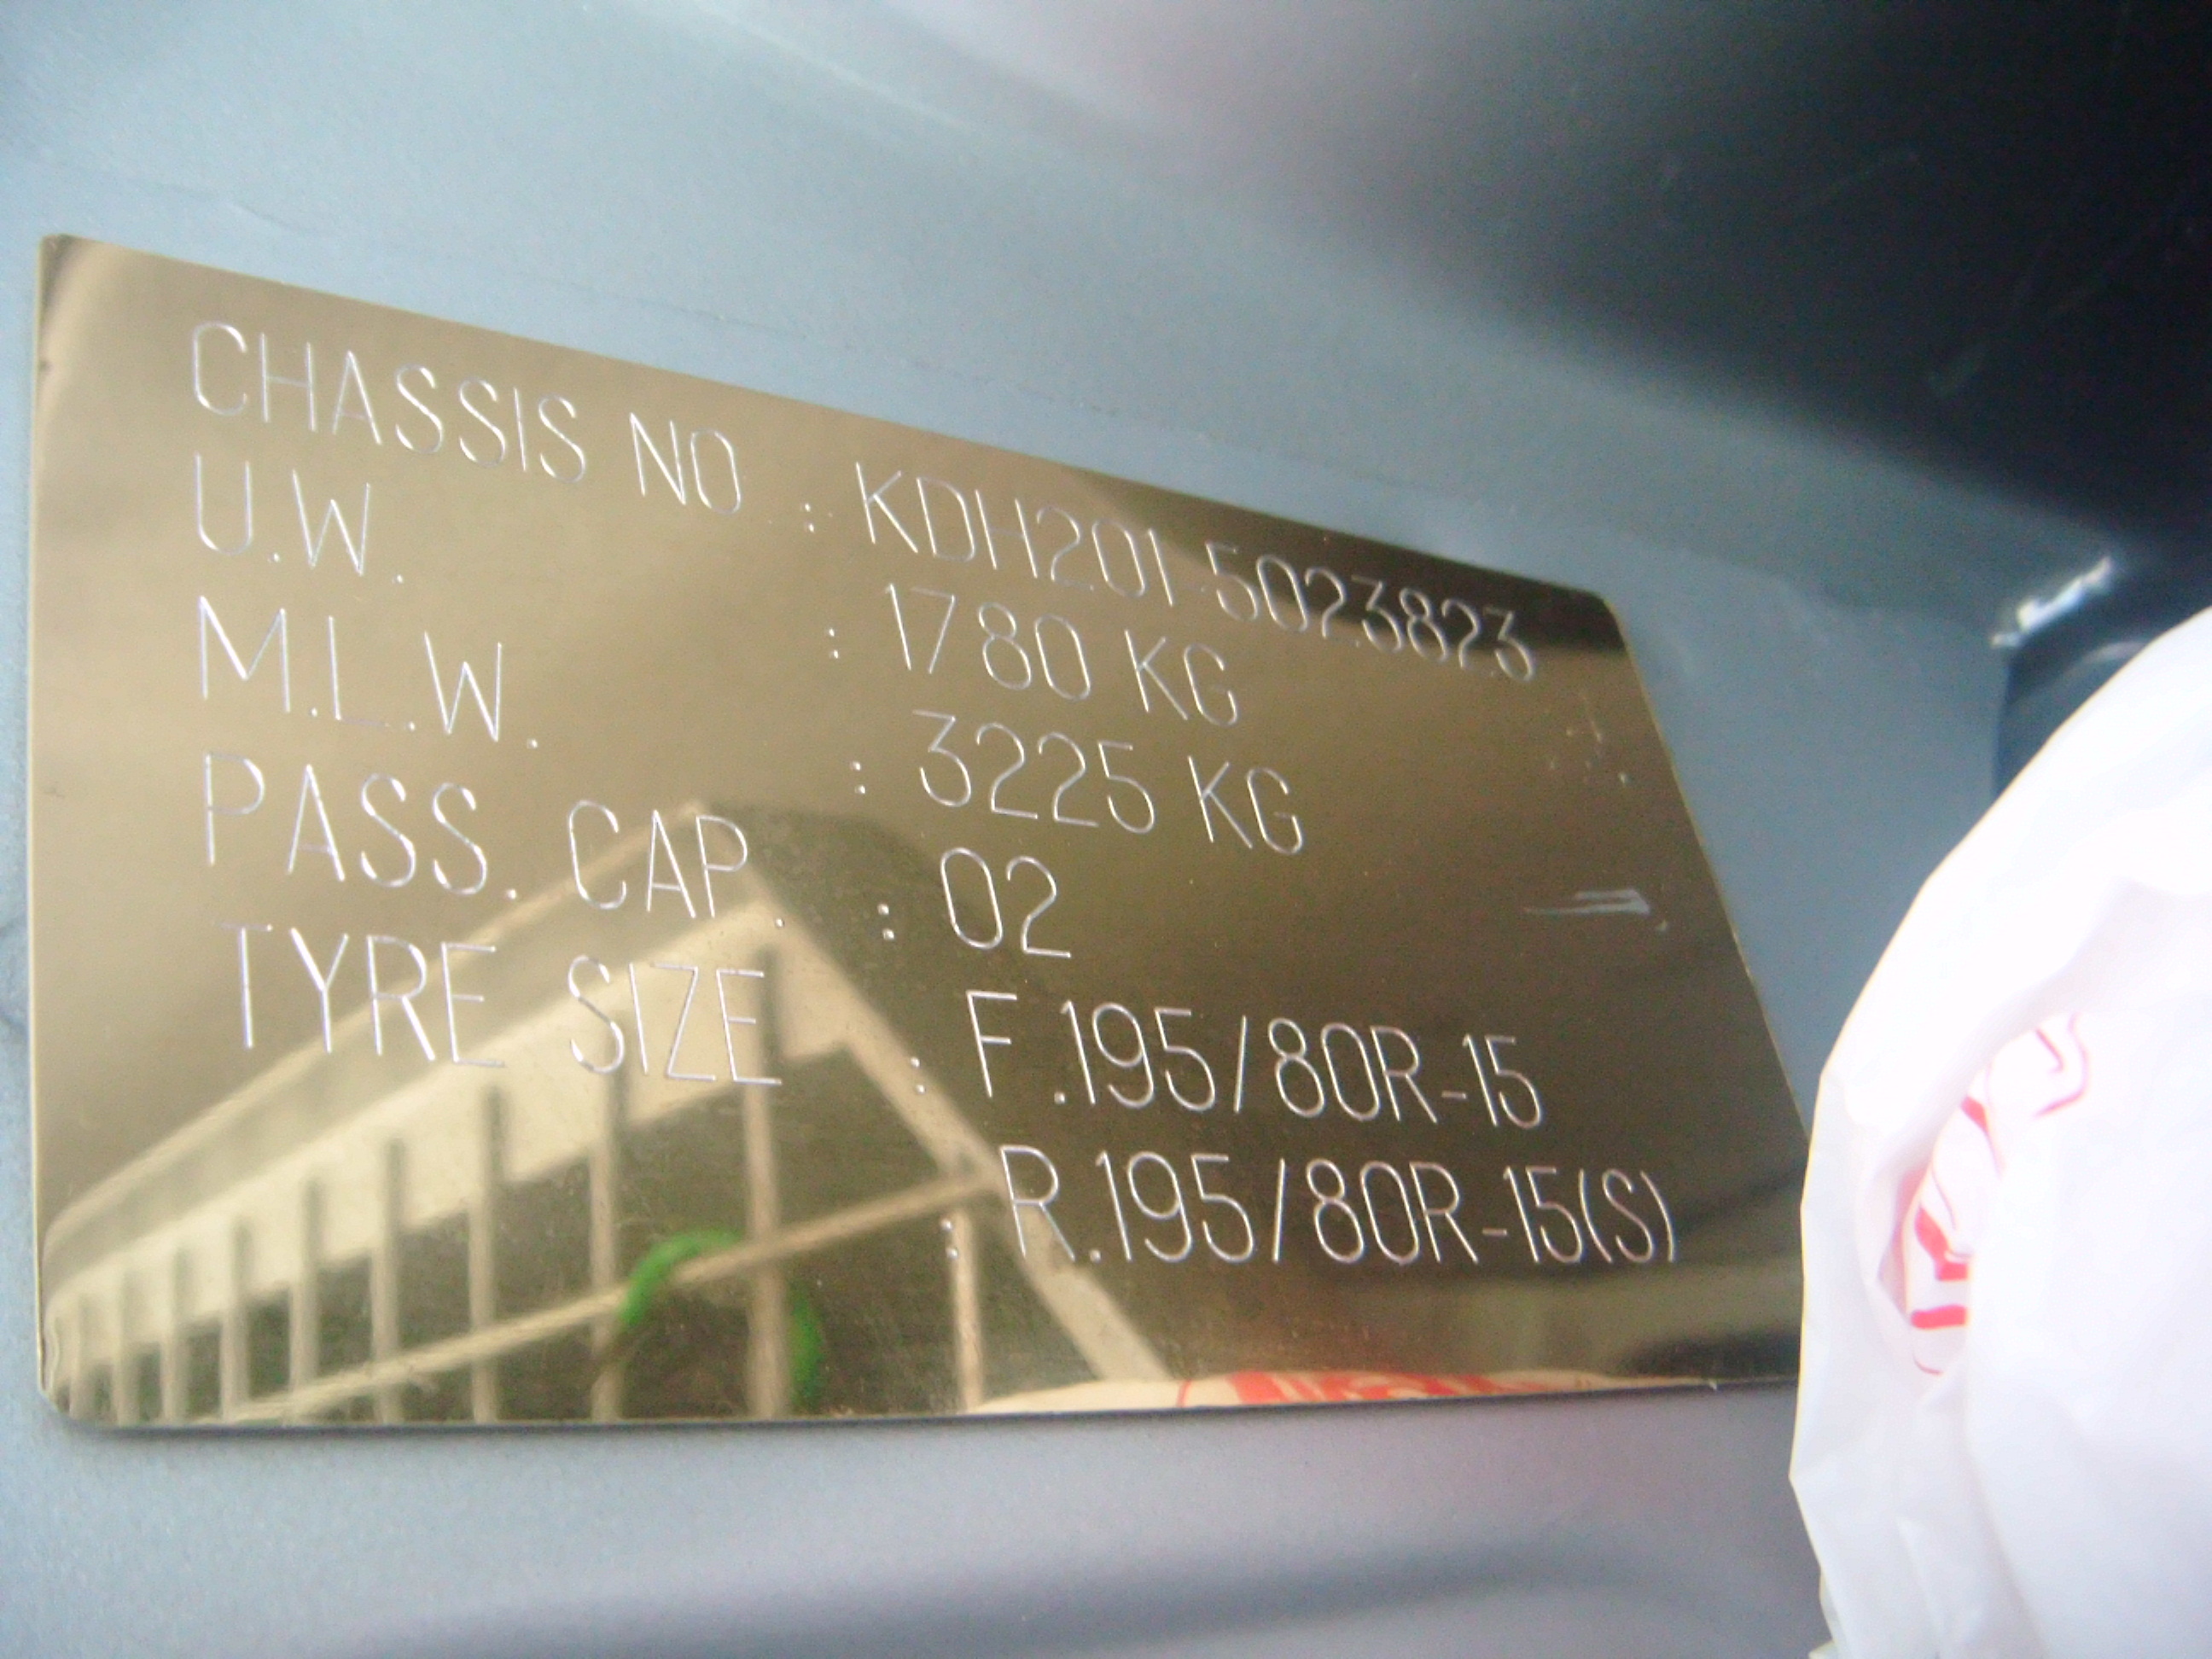 CHASSIS NO : KDH201-5023823
U.W. : 1780 KG
M.L.W. : 3225 KG
PASS. CAP. : 02
TYRE SIZE : F.195/80R-15
: R.195/80R-15(S)